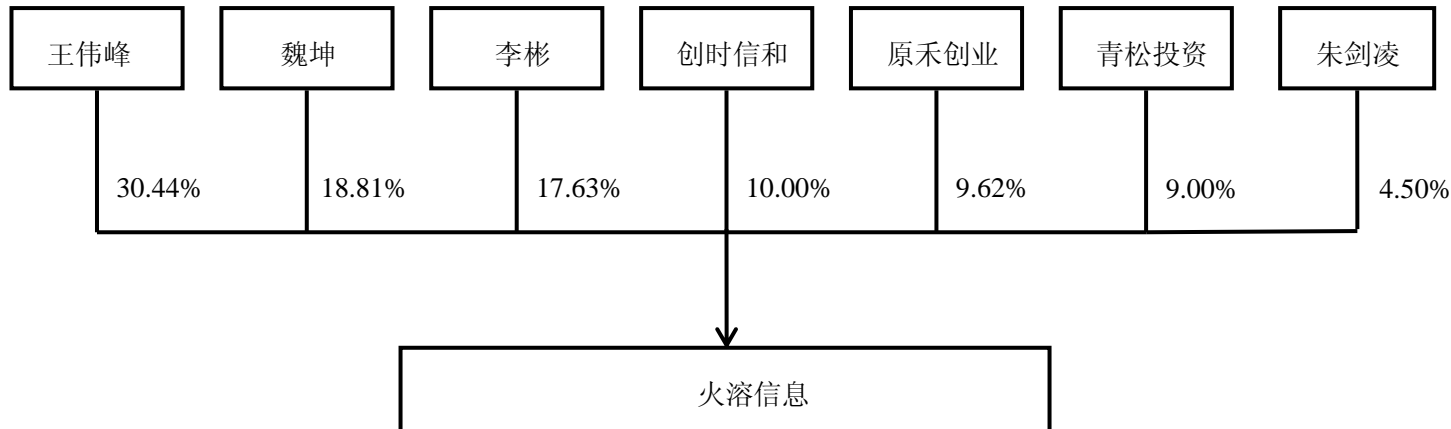 王伟峰 魏坤 李彬 创时信和 原禾创业 青松投资 朱剑凌
30.44% 18.81% 17.63% 10.00% 9.62% 9.00% 4.50%
火溶信息